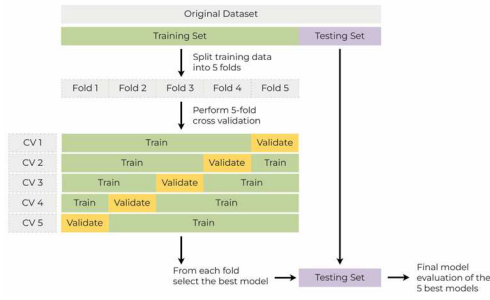 Original Dataset
Training Set Testing Set
Split training data
into 5 folds
Fold 1 Fold 2 Fold 3 Fold 4 Fold 5
Perform 5-fold
cross validation
CV 1 Train Validate
CV 2 Train Validate Train
CV 3 Train Validate Train
CV 4 Train Validate Train
CV 5 Validate Train
From each fold
select the best model
Testing Set
Final model
evaluation of the
5 best models